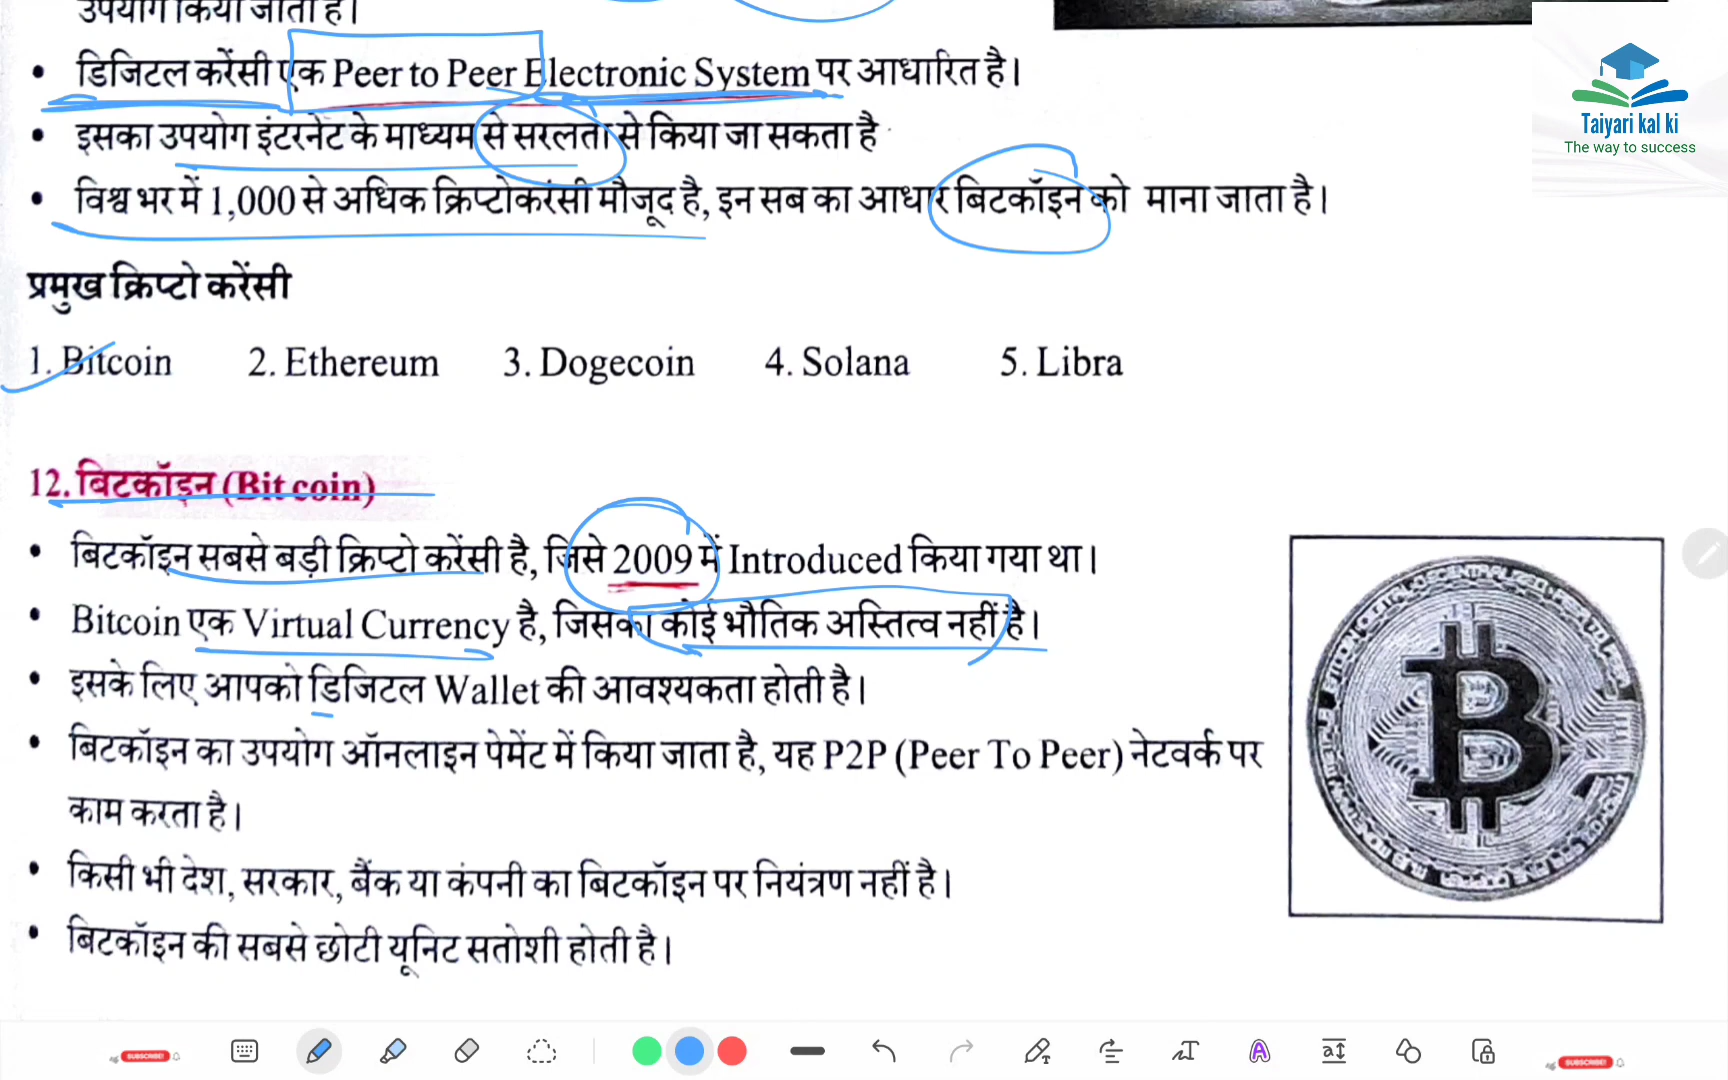 उपयोग किया जाता है।
• डिजिटल करेंसी एक Peer to Peer Electronic System पर आधारित है।
• इसका उपयोग इंटरनेट के माध्यम से सरलता से किया जा सकता है
• विश्व भर में 1,000 से अधिक क्रिप्टोकरंसी मौजूद है, इन सब का आधार बिटकॉइन को माना जाता है।
Taiyari kal ki
The way to success
प्रमुख क्रिप्टो करेंसी
1. Bitcoin 2. Ethereum 3. Dogecoin 4. Solana 5. Libra
12. बिटकॉइन (Bit coin)
• बिटकॉइन सबसे बड़ी क्रिप्टो करेंसी है, जिसे 2009 में Introduced किया गया था।
• Bitcoin एक Virtual Currency है, जिसका कोई भौतिक अस्तित्व नहीं है।
• इसके लिए आपको डिजिटल Wallet की आवश्यकता होती है।
• बिटकॉइन का उपयोग ऑनलाइन पेमेंट में किया जाता है, यह P2P (Peer To Peer) नेटवर्क पर
काम करता है।
• किसी भी देश, सरकार, बैंक या कंपनी का बिटकॉइन पर नियंत्रण नहीं है।
• बिटकॉइन की सबसे छोटी यूनिट सतोशी होती है।
SUBSCRIBE! SUBSCRIBE!